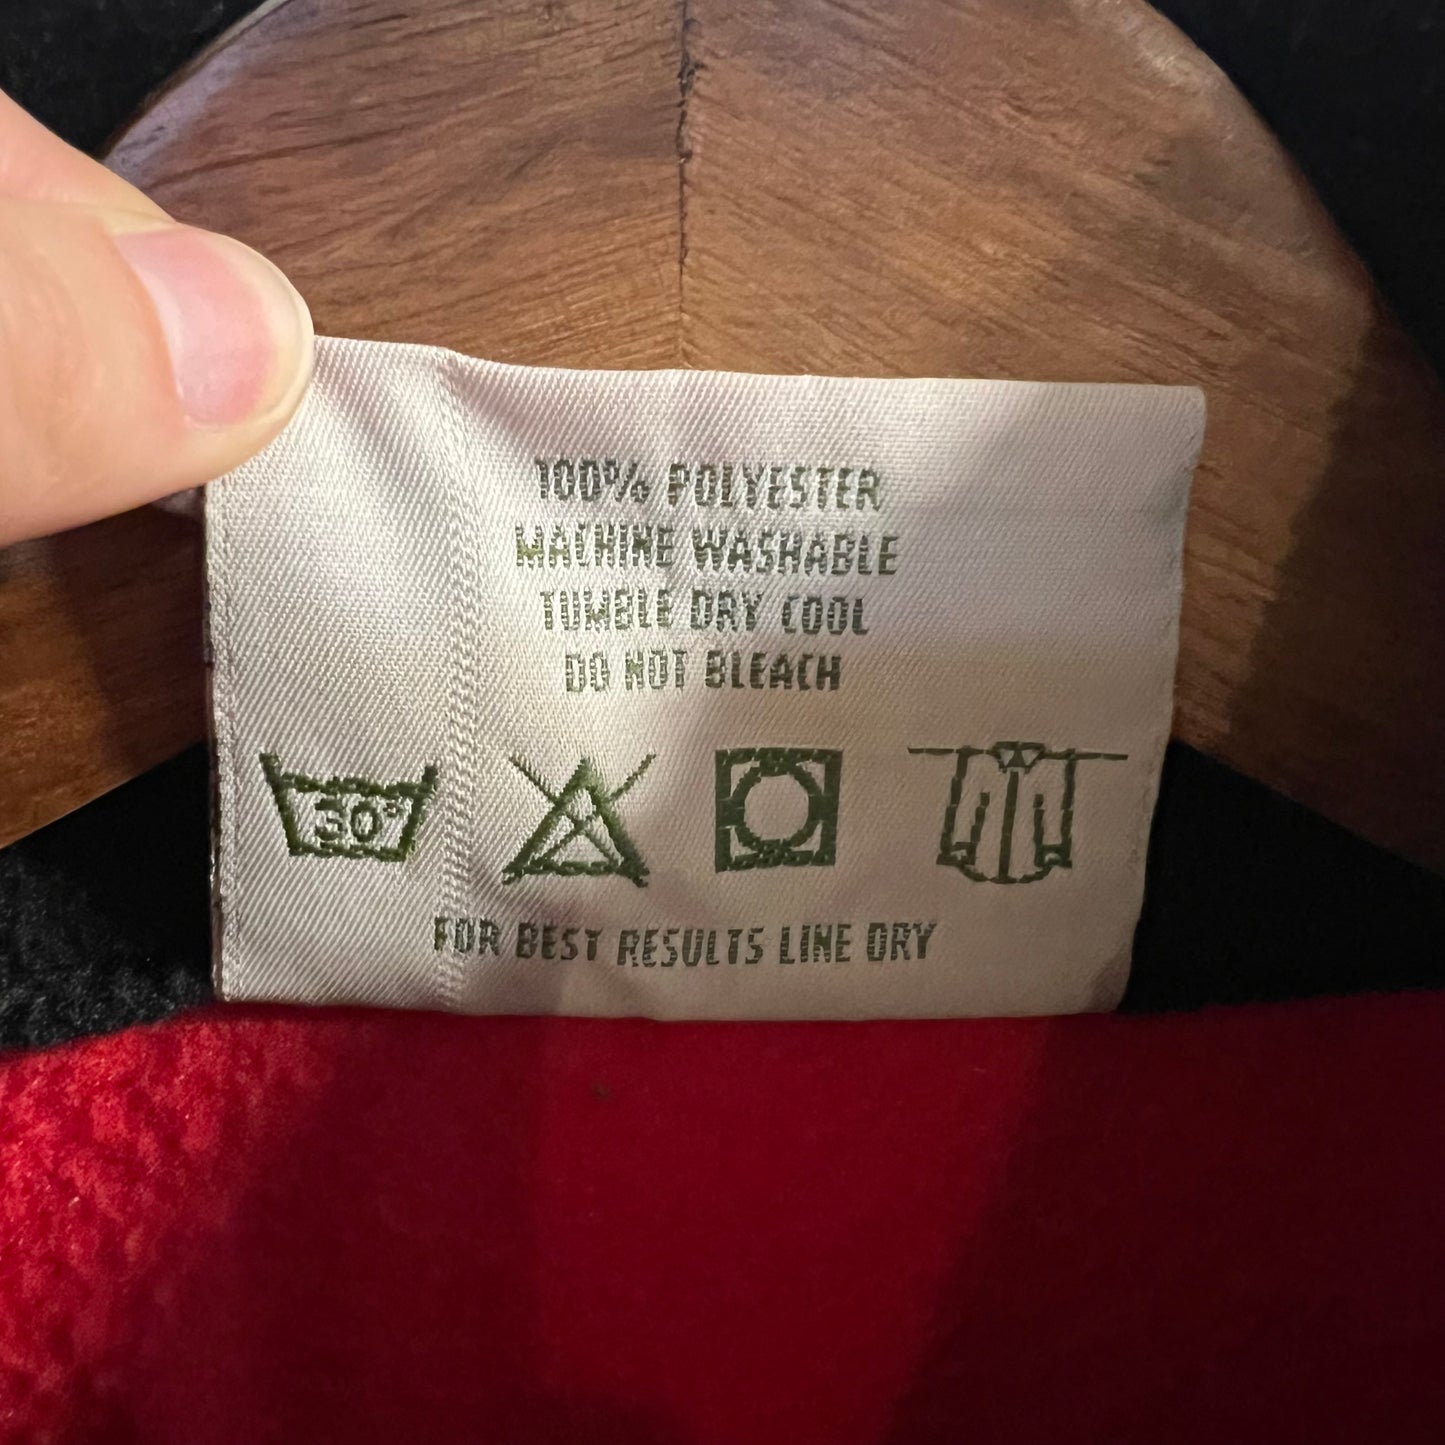 100% POLYESTER
MACHINE WASHABLE
TUMBLE DRY COOL
DO NOT BLEACH
30°
FOR BEST RESULTS LINE DRY